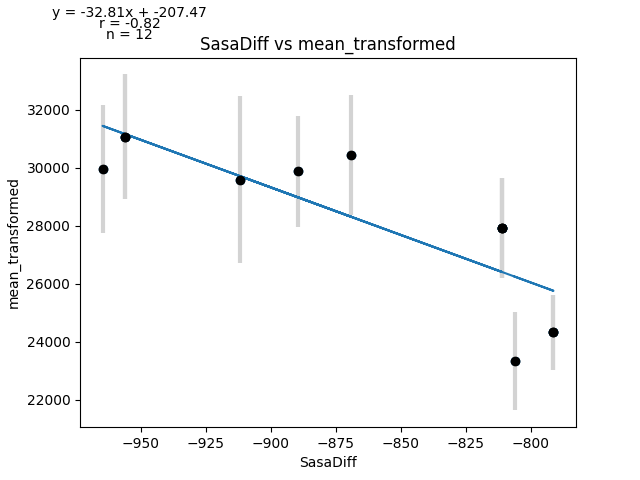 y = -32.81x + -207.47
r = -0.82
n = 12
SasaDiff vs mean_transformed
mean_transformed
32000
30000
28000
26000
24000
22000
−950
−925
−900
−875
−850
−825
−800
SasaDiff